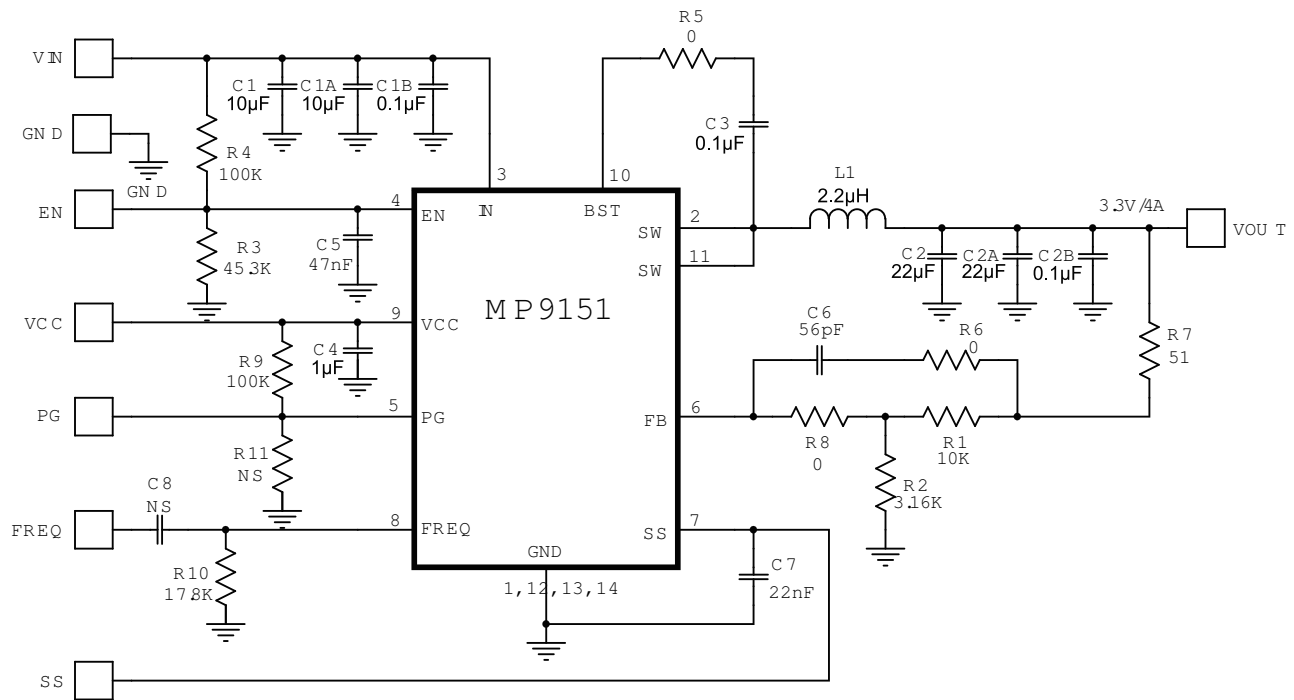 R5
0
VIN
C1
10µF
C1A
10µF
C1B
0.1µF
C3
0.1µF
GND
GND
R4
100K
3
10
L1
2.2µH
EN
4
EN
IN
BST
2
SW
3.3V/4A
VOUT
R3
45.3K
C5
47nF
11
SW
C2
22µF
C2A
22µF
C2B
0.1µF
MP9151
VCC
9
VCC
C6
56pF
R6
0
R7
51
R9
100K
C4
1µF
PG
5
PG
6
FB
R8
0
R1
10K
R11
NS
R2
3.16K
C8
NS
FREQ
8
FREQ
7
SS
GND
R10
17.8K
1,12,13,14
C7
22nF
SS